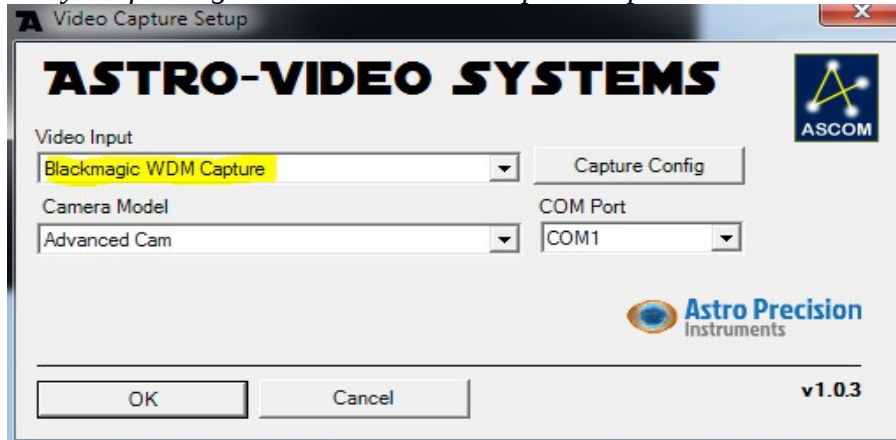 Video Capture Setup
ASTRO-VIDEO SYSTEMS
ASCOM
Video Input
Blackmagic WDM Capture
Capture Config
Camera Model
COM Port
Advanced Cam
COM1
Astro Precision
Instruments
OK
Cancel
v1.0.3